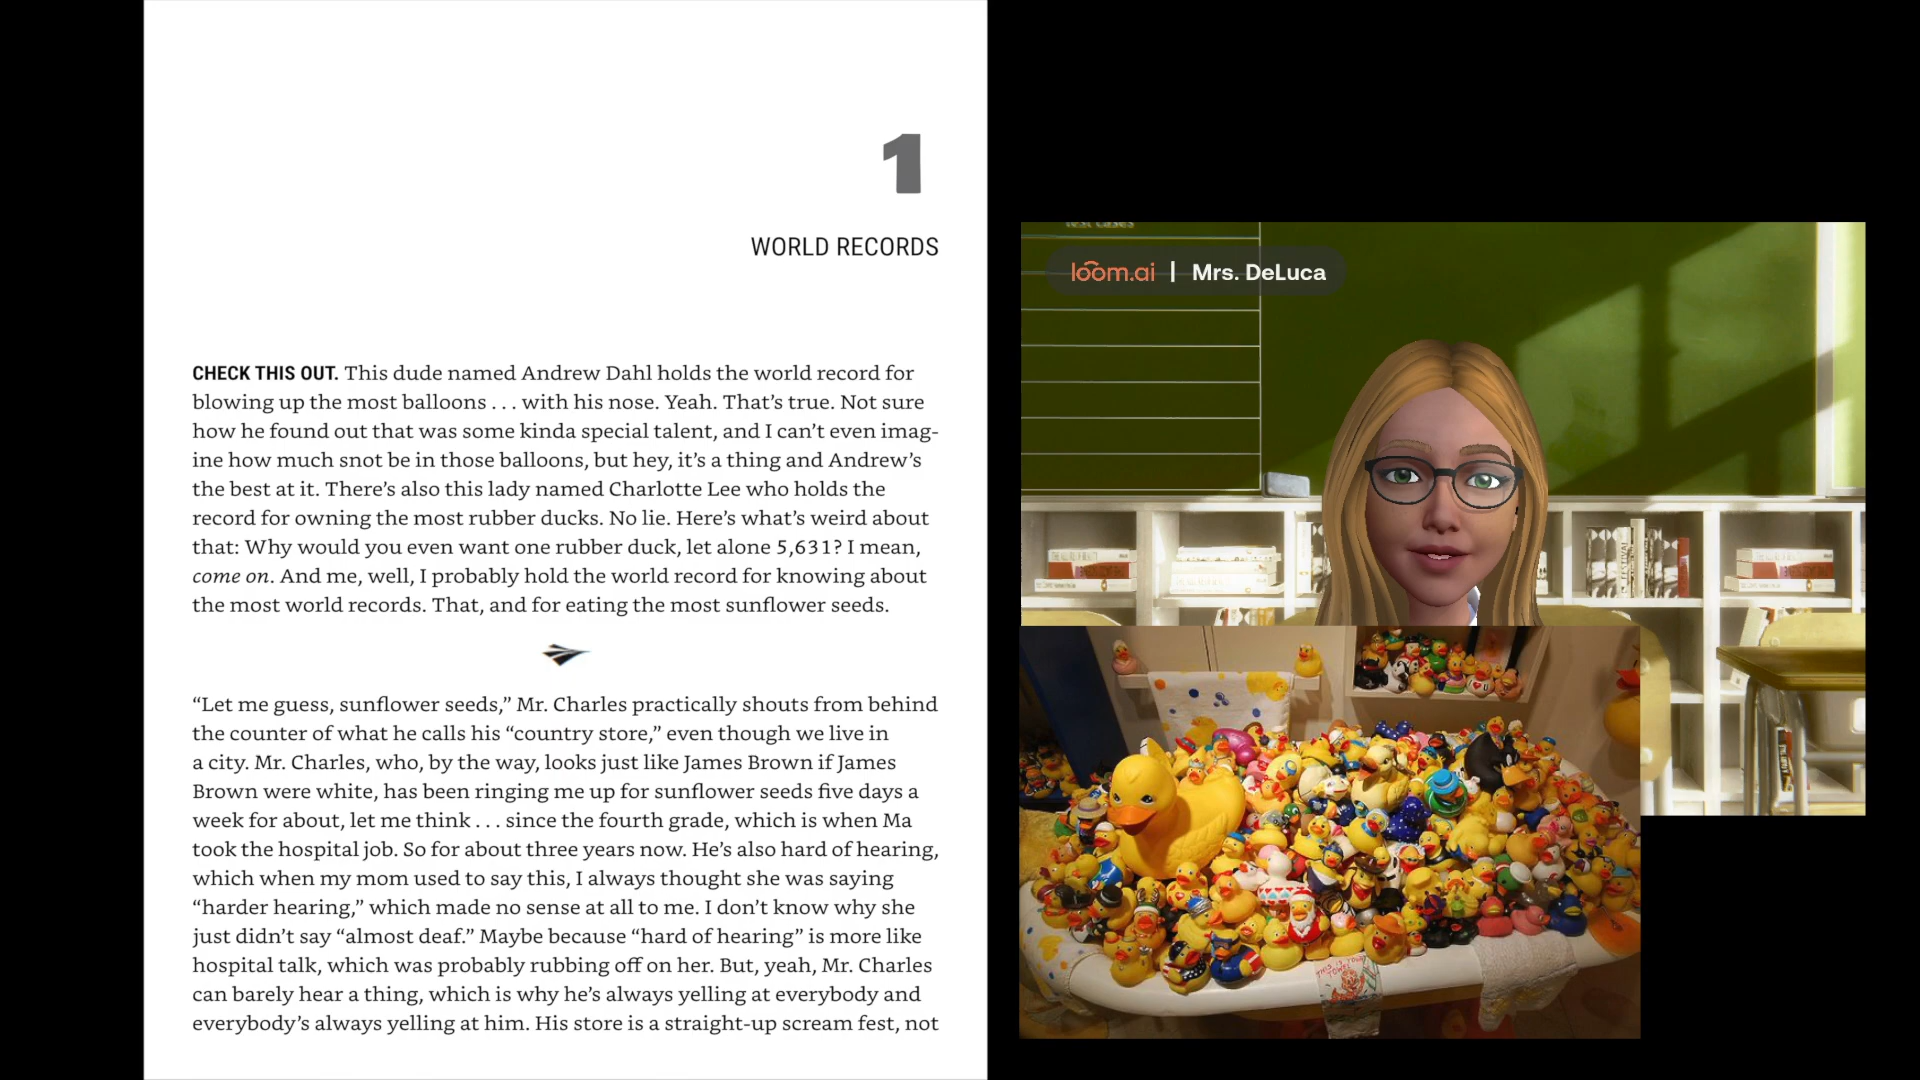 1
WORLD RECORDS
CHECK THIS OUT. This dude named Andrew Dahl holds the world record for
blowing up the most balloons . . . with his nose. Yeah. That’s true. Not sure
how he found out that was some kinda special talent, and I can’t even imag-
ine how much snot be in those balloons, but hey, it’s a thing and Andrew’s
the best at it. There’s also this lady named Charlotte Lee who holds the
record for owning the most rubber ducks. No lie. Here’s what’s weird about
that: Why would you even want one rubber duck, let alone 5,631? I mean,
come on. And me, well, I probably hold the world record for knowing about
the most world records. That, and for eating the most sunflower seeds.
“Let me guess, sunflower seeds,” Mr. Charles practically shouts from behind
the counter of what he calls his “country store,” even though we live in
a city. Mr. Charles, who, by the way, looks just like James Brown if James
Brown were white, has been ringing me up for sunflower seeds five days a
week for about, let me think . . . since the fourth grade, which is when Ma
took the hospital job. So for about three years now. He’s also hard of hearing,
which when my mom used to say this, I always thought she was saying
“harder hearing,” which made no sense at all to me. I don’t know why she
just didn’t say “almost deaf.” Maybe because “hard of hearing” is more like
hospital talk, which was probably rubbing off on her. But, yeah, Mr. Charles
can barely hear a thing, which is why he’s always yelling at everybody and
everybody’s always yelling at him. His store is a straight-up scream fest, not
test cases
loom.ai | Mrs. DeLuca
THIS IS YOUR
TOWEL